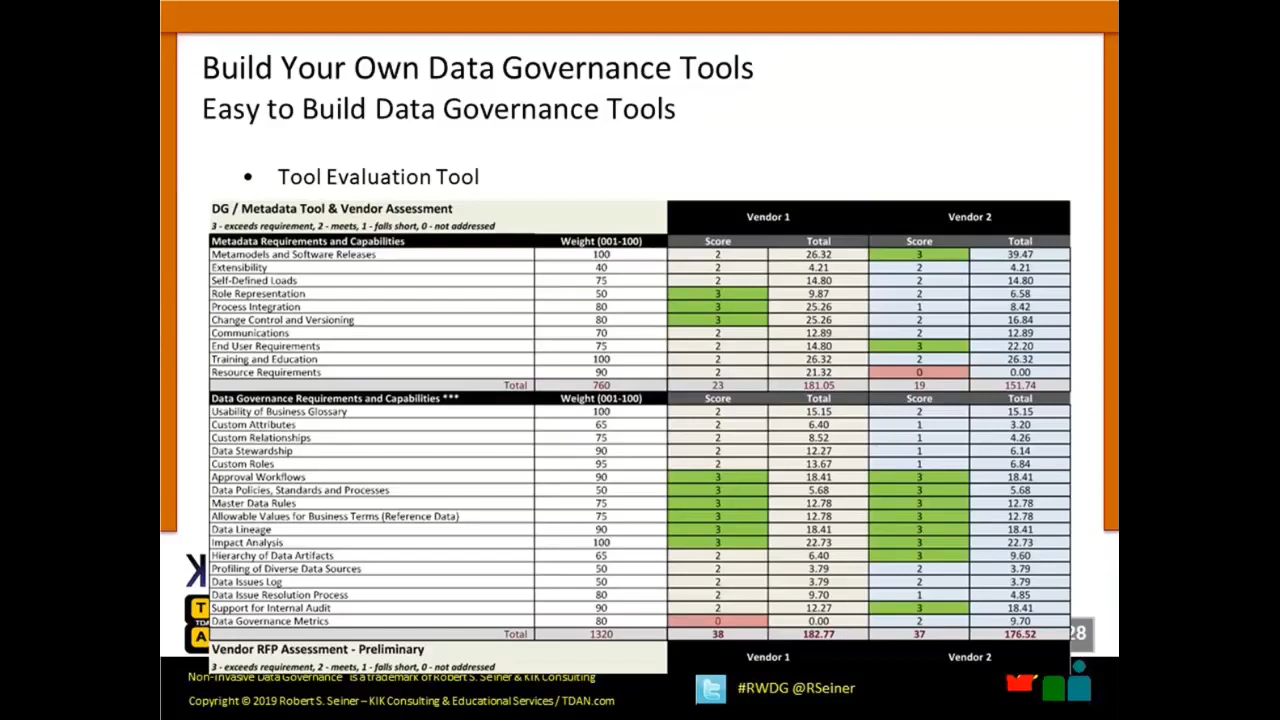 Build Your Own Data Governance Tools
Easy to Build Data Governance Tools
• Tool Evaluation Tool
DG / Metadata Tool & Vendor Assessment
3 - exceeds requirement, 2 - meets, 1 - falls short, 0 - not addressed
Vendor 1 Vendor 2
Metadata Requirements and Capabilities Weight (001-100) Score Total Score Total
Metamodels and Software Releases 100 2 26.32 3 39.47
Extensibility 40 2 4.21 2 4.21
Self-Defined Loads 75 2 14.80 2 14.80
Role Representation 50 3 9.87 2 6.58
Process Integration 80 3 25.26 1 8.42
Change Control and Versioning 80 3 25.26 2 16.84
Communications 70 2 12.89 2 12.89
End User Requirements 75 2 14.80 3 22.20
Training and Education 100 2 26.32 2 26.32
Resource Requirements 90 2 21.32 0 0.00
Total 760 23 181.05 19 151.74
Data Governance Requirements and Capabilities *** Weight (001-100) Score Total Score Total
Usability of Business Glossary 100 2 15.15 2 15.15
Custom Attributes 65 2 6.40 1 3.20
Custom Relationships 75 2 8.52 1 4.26
Data Stewardship 90 2 12.27 1 6.14
Custom Roles 95 2 13.67 1 6.84
Approval Workflows 90 3 18.41 3 18.41
Data Policies, Standards and Processes 50 3 5.68 3 5.68
Master Data Rules 75 3 12.78 3 12.78
Allowable Values for Business Terms (Reference Data) 75 3 12.78 3 12.78
Data Lineage 90 3 18.41 3 18.41
Impact Analysis 100 3 22.73 3 22.73
Hierarchy of Data Artifacts 65 2 6.40 3 9.60
Profiling of Diverse Data Sources 50 2 3.79 2 3.79
Data Issues Log 50 2 3.79 2 3.79
Data Issue Resolution Process 80 2 9.70 1 4.85
Support for Internal Audit 90 2 12.27 3 18.41
Data Governance Metrics 80 0 0.00 2 9.70
Total 1320 38 182.77 37 176.52
Vendor RFP Assessment - Preliminary
3 - exceeds requirement, 2 - meets, 1 - falls short, 0 - not addressed
Vendor 1 Vendor 2
K
T
TDAN
A
28
Non-Invasive Data Governance™ is a trademark of Robert S. Seiner & KIK Consulting
Copyright © 2019 Robert S. Seiner – KIK Consulting & Educational Services / TDAN.com
#RWDG @RSeiner